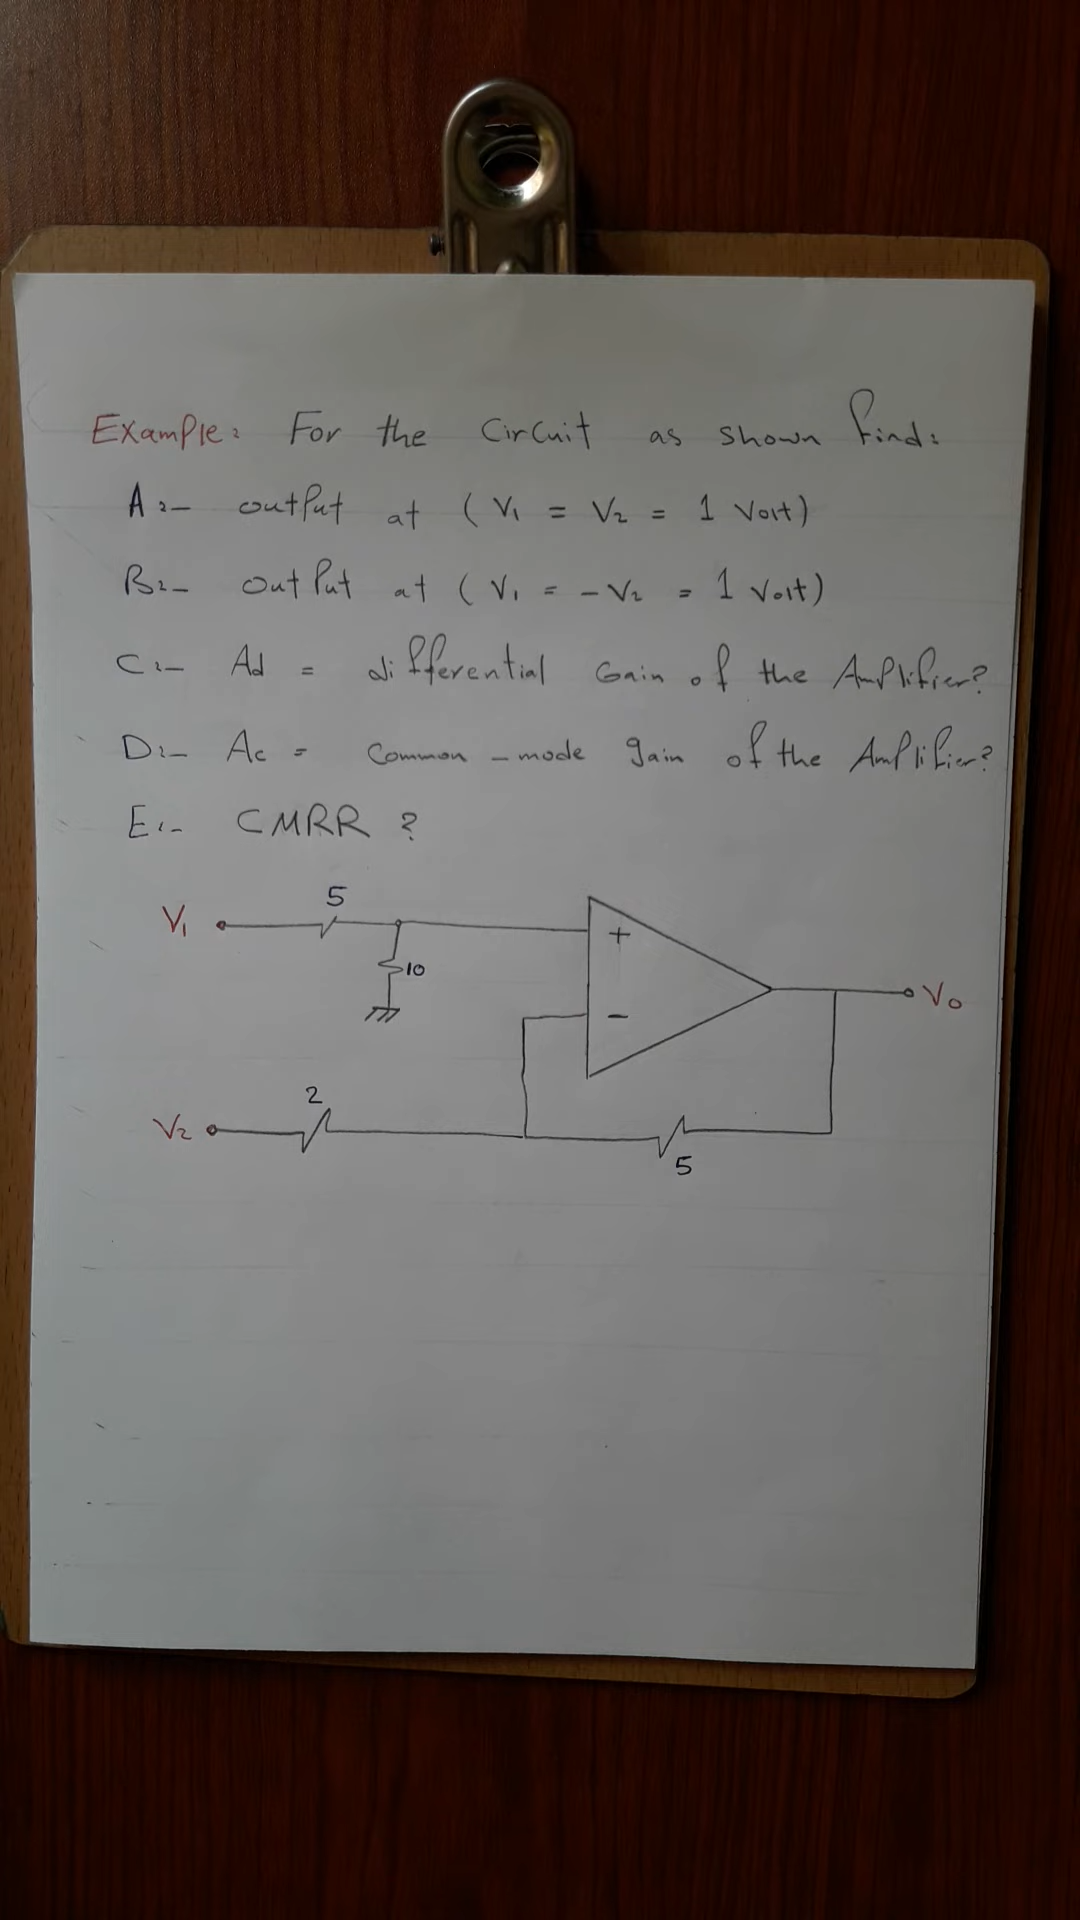 Example: For the Circuit as shown find:
A:- output at ( V1 = V2 = 1 Volt)
B:- output at ( V1 = - V2 = 1 Volt)
C:- Ad = differential Gain of the Amplifier?
D:- Ac = Common - mode gain of the Amplifier?
E:- CMRR ?
5
V1
+
10
Vo
-
2
V2
5